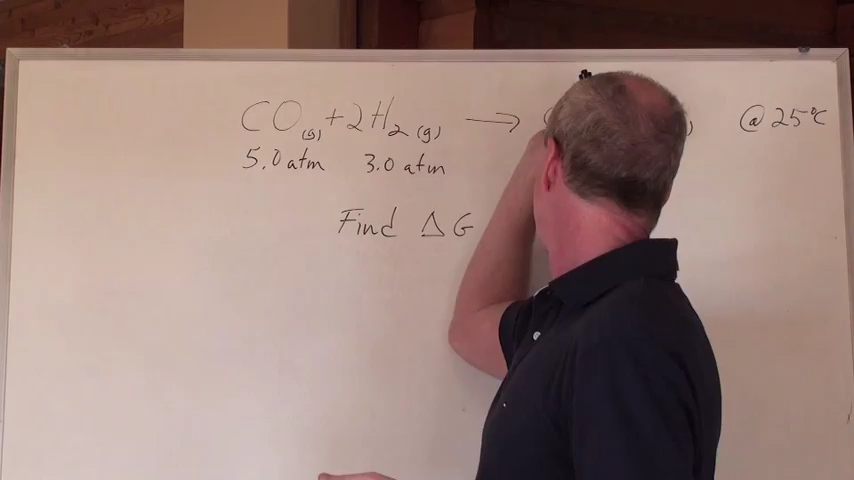 CO(g) + 2H₂(g) → @ 25°C
5.0 atm 3.0 atm
Find ΔG